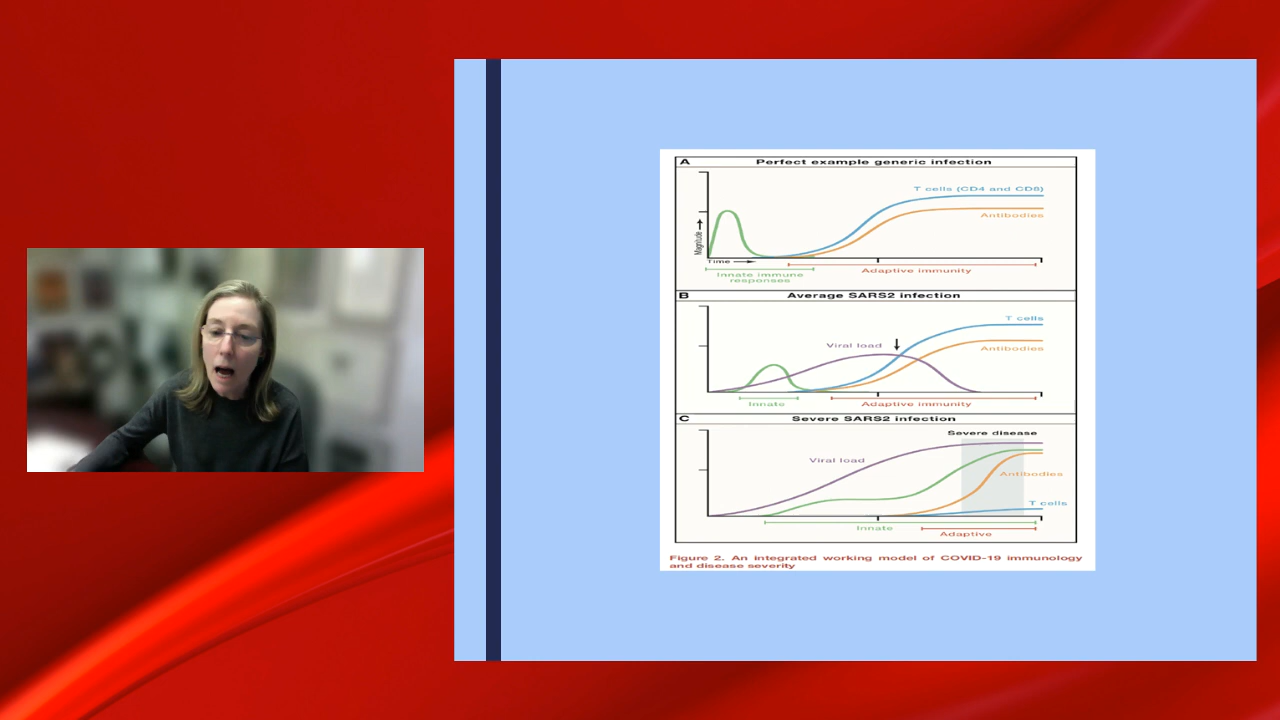 A
Perfect example generic infection
T cells (CD4 and CD8)
Antibodies
Magnitude
Time
Innate immune
responses
Adaptive immunity
B
Average SARS2 infection
T cells
Viral load
Antibodies
Innate
Adaptive immunity
C
Severe SARS2 infection
Severe disease
Viral load
Antibodies
T cells
Innate
Adaptive
Figure 2. An integrated working model of COVID-19 immunology
and disease severity